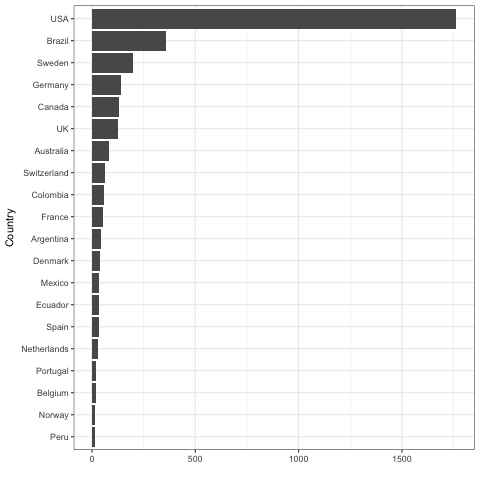 USA
Brazil
Sweden
Germany
Canada
UK
Australia
Switzerland
Colombia
France
Argentina
Denmark
Mexico
Ecuador
Spain
Netherlands
Portugal
Belgium
Norway
Peru
Country
0 500 1000 1500